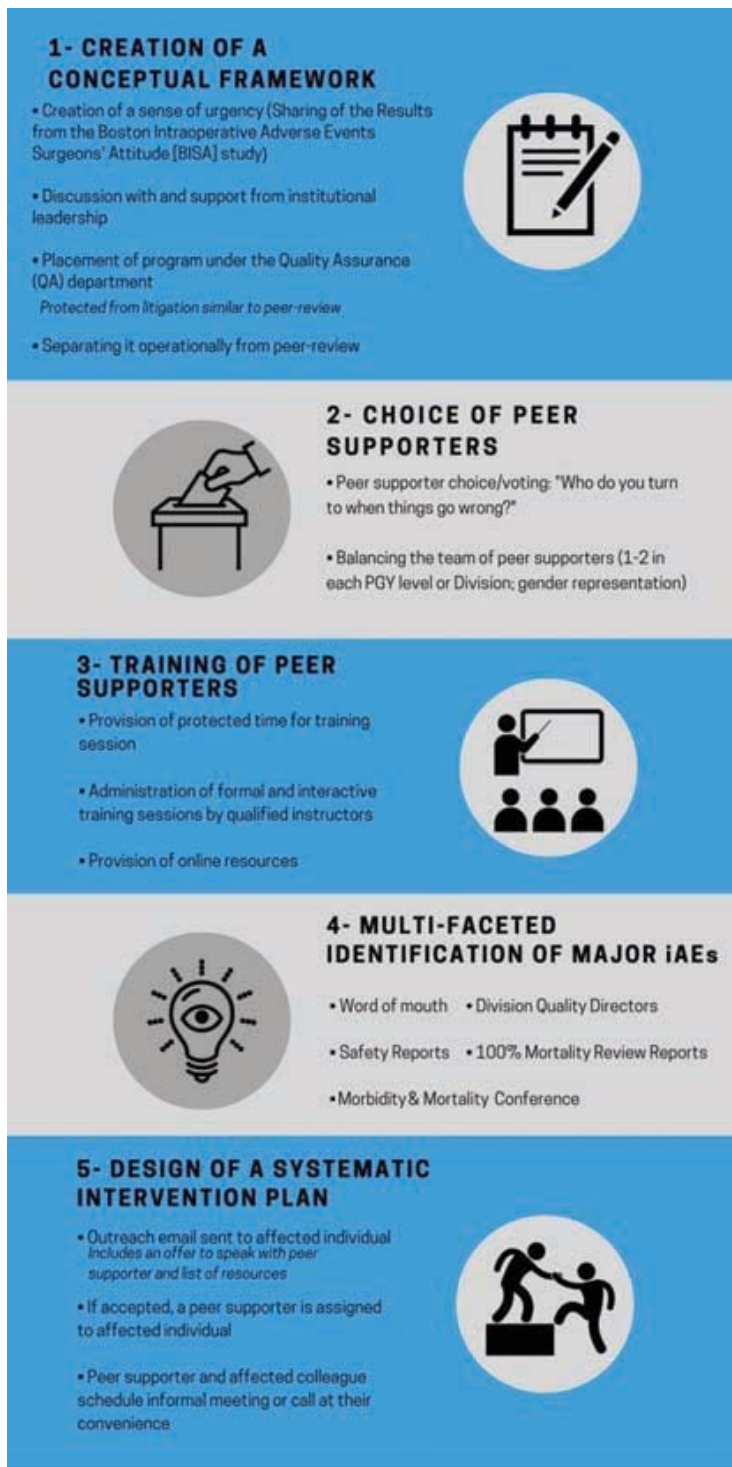 1- CREATION OF A
CONCEPTUAL FRAMEWORK
• Creation of a sense of urgency (Sharing of the Results
from the Boston Intraoperative Adverse Events
Surgeons' Attitude [BISA] study)
• Discussion with and support from institutional
leadership
• Placement of program under the Quality Assurance
(QA) department
Protected from litigation similar to peer-review
• Separating it operationally from peer-review
2- CHOICE OF PEER
SUPPORTERS
• Peer supporter choice/voting: "Who do you turn
to when things go wrong?"
• Balancing the team of peer supporters (1-2 in
each PGY level or Division; gender representation)
3- TRAINING OF PEER
SUPPORTERS
• Provision of protected time for training
session
• Administration of formal and interactive
training sessions by qualified instructors
• Provision of online resources
4- MULTI-FACETED
IDENTIFICATION OF MAJOR iAEs
• Word of mouth • Division Quality Directors
• Safety Reports • 100% Mortality Review Reports
• Morbidity & Mortality Conference
5- DESIGN OF A SYSTEMATIC
INTERVENTION PLAN
• Outreach email sent to affected individual
Includes an offer to speak with peer
supporter and list of resources
• If accepted, a peer supporter is assigned
to affected individual
• Peer supporter and affected colleague
schedule informal meeting or call at their
convenience